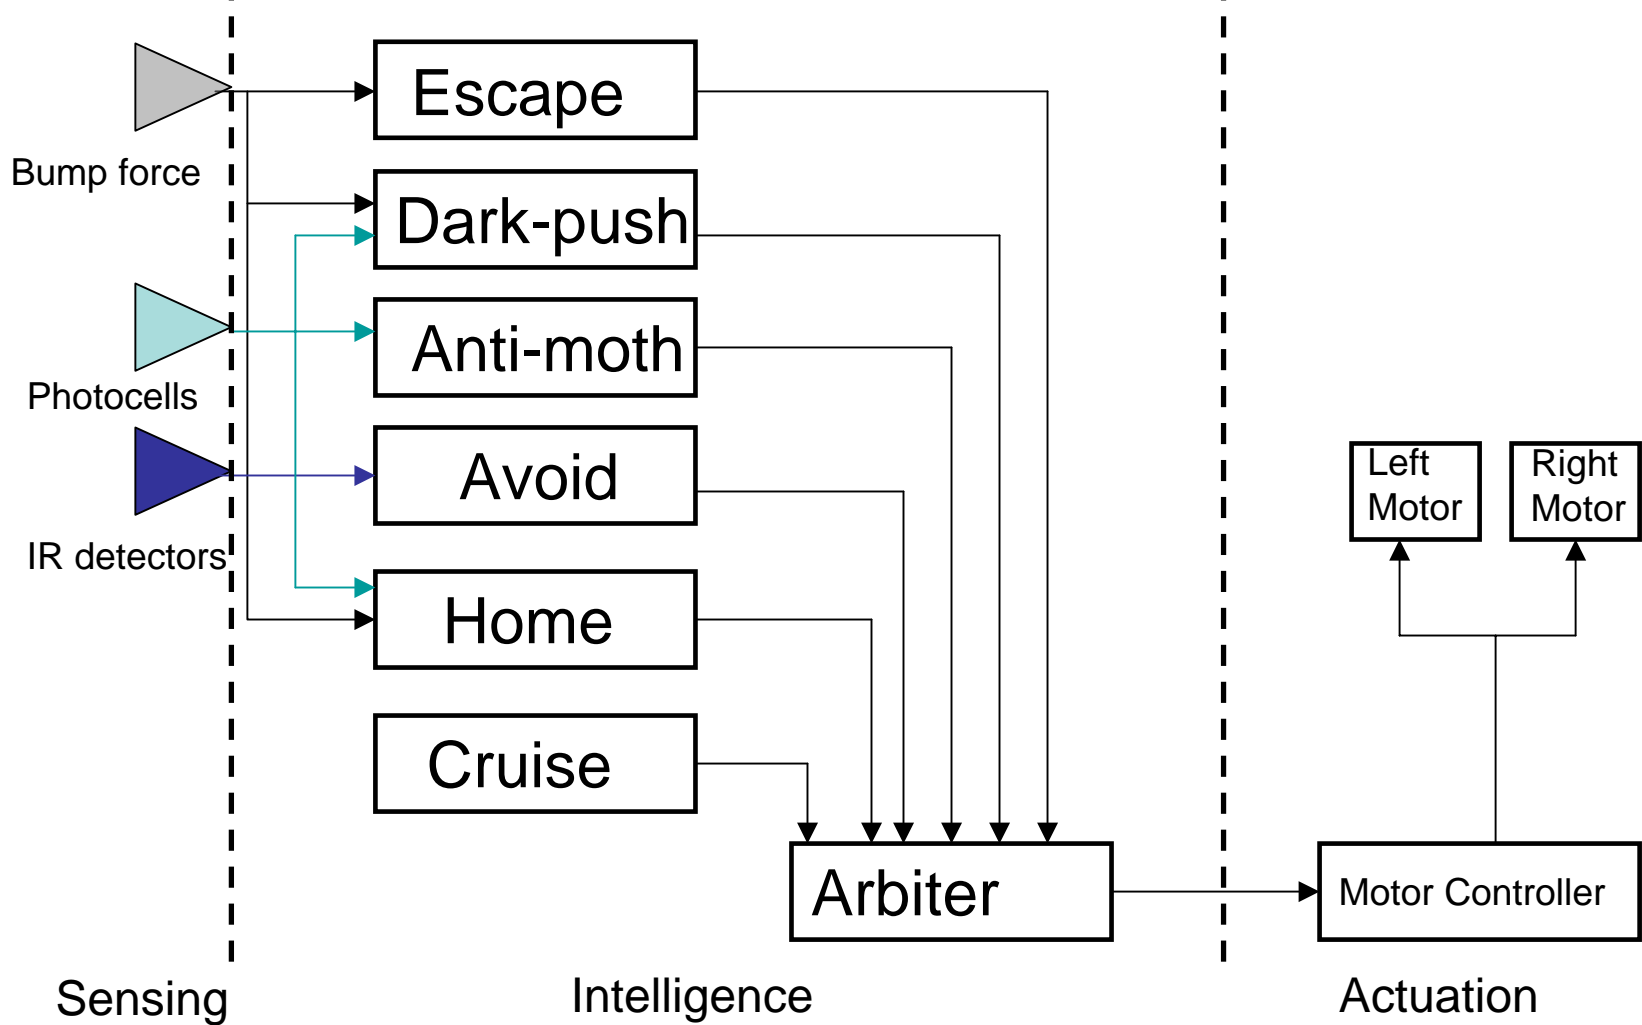 Escape
Bump force
Dark-push
Anti-moth
Photocells
Avoid
IR detectors
Home
Cruise
Arbiter
Left
Motor
Right
Motor
Motor Controller
Sensing
Intelligence
Actuation